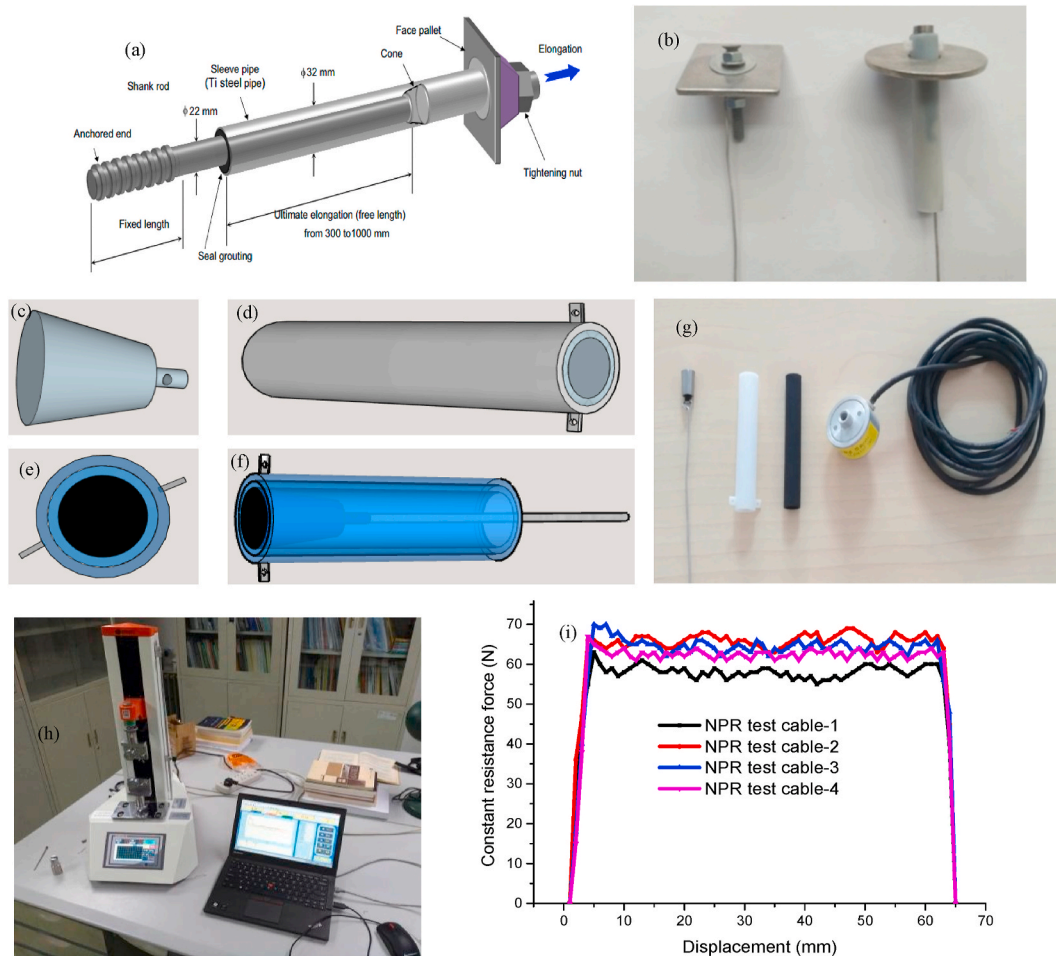 (a)
Face pallet
Elongation
Cone
Sleeve pipe
(Ti steel pipe)
ϕ32 mm
Shank rod
ϕ22 mm
Anchored end
Tightening nut
Fixed length
Ultimate elongation (free length)
from 300 to1000 mm
Seal grouting
(b)
(c)
(d)
(e)
(f)
(g)
(h)
(i)
Constant resistance force (N)
70
60
50
40
30
20
10
0
NPR test cable-1
NPR test cable-2
NPR test cable-3
NPR test cable-4
0 10 20 30 40 50 60 70
Displacement (mm)